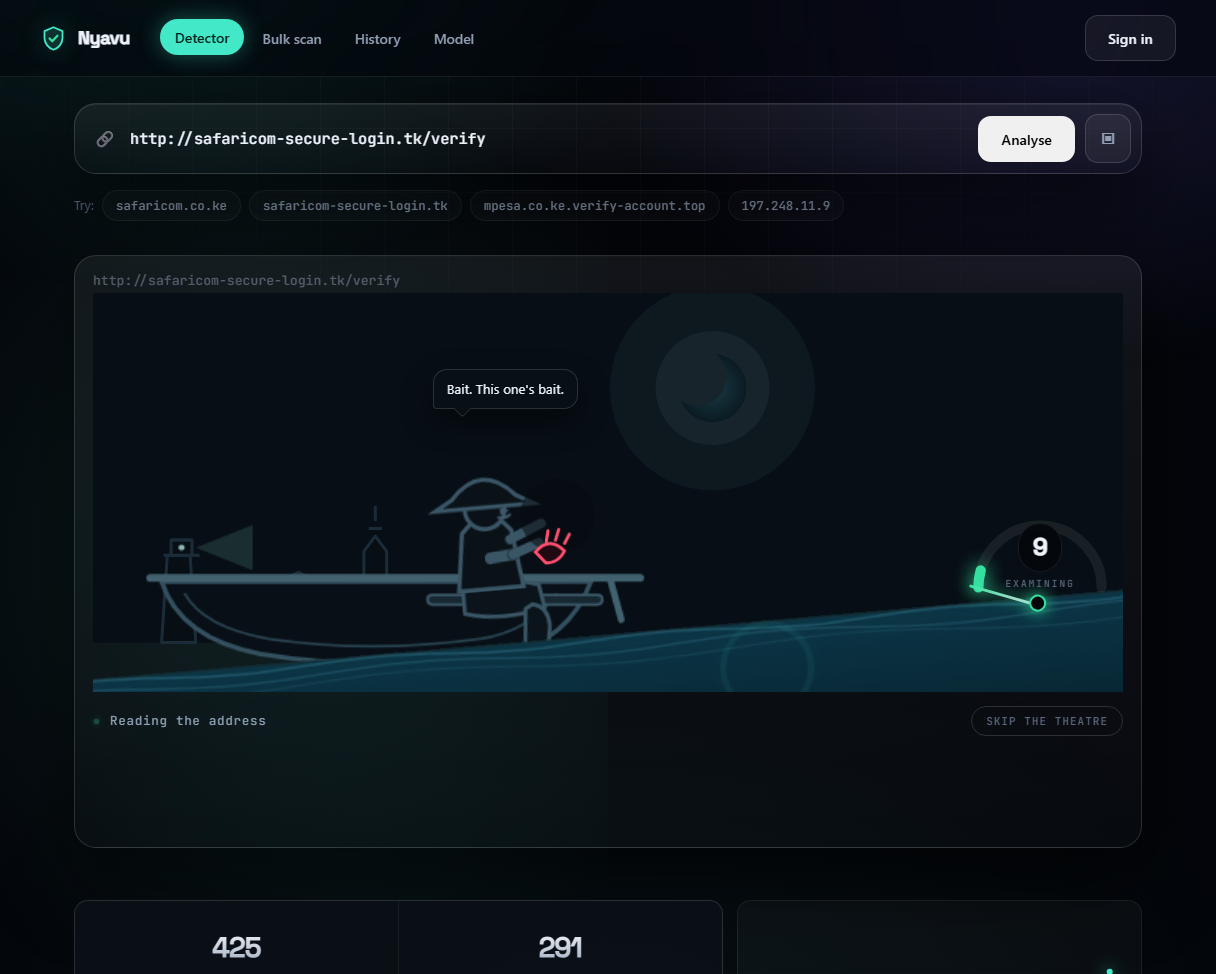 Nyavu
Detector
Bulk scan
History
Model
Sign in
http://safaricom-secure-login.tk/verify
Analyse
Try:
safaricom.co.ke
safaricom-secure-login.tk
mpesa.co.ke.verify-account.top
197.248.11.9
http://safaricom-secure-login.tk/verify
Bait. This one's bait.
9
EXAMINING
Reading the address
SKIP THE THEATRE
425
291